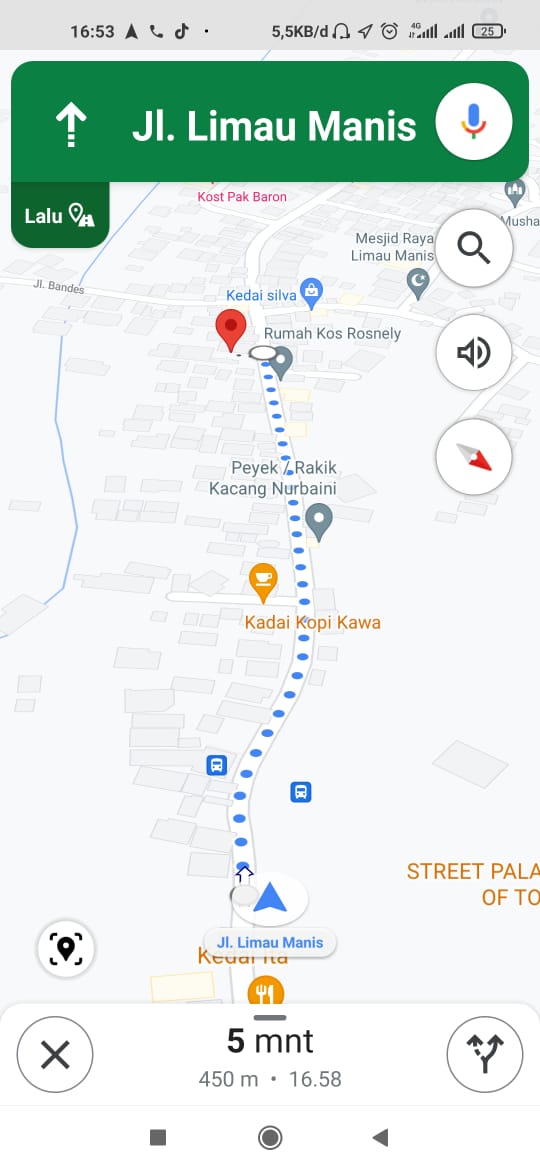 16:53
5,5KB/d
4G
25
Jl. Limau Manis
Lalu
Kost Pak Baron
Musha
Mesjid Raya
Limau Manis
Jl. Bandes
Kedai silva
Rumah Kos Rosnely
Peyek / Rakik
Kacang Nurbaini
Kadai Kopi Kawa
STREET PALA
OF TO
Jl. Limau Manis
Kedai Ita
5 mnt
450 m • 16.58